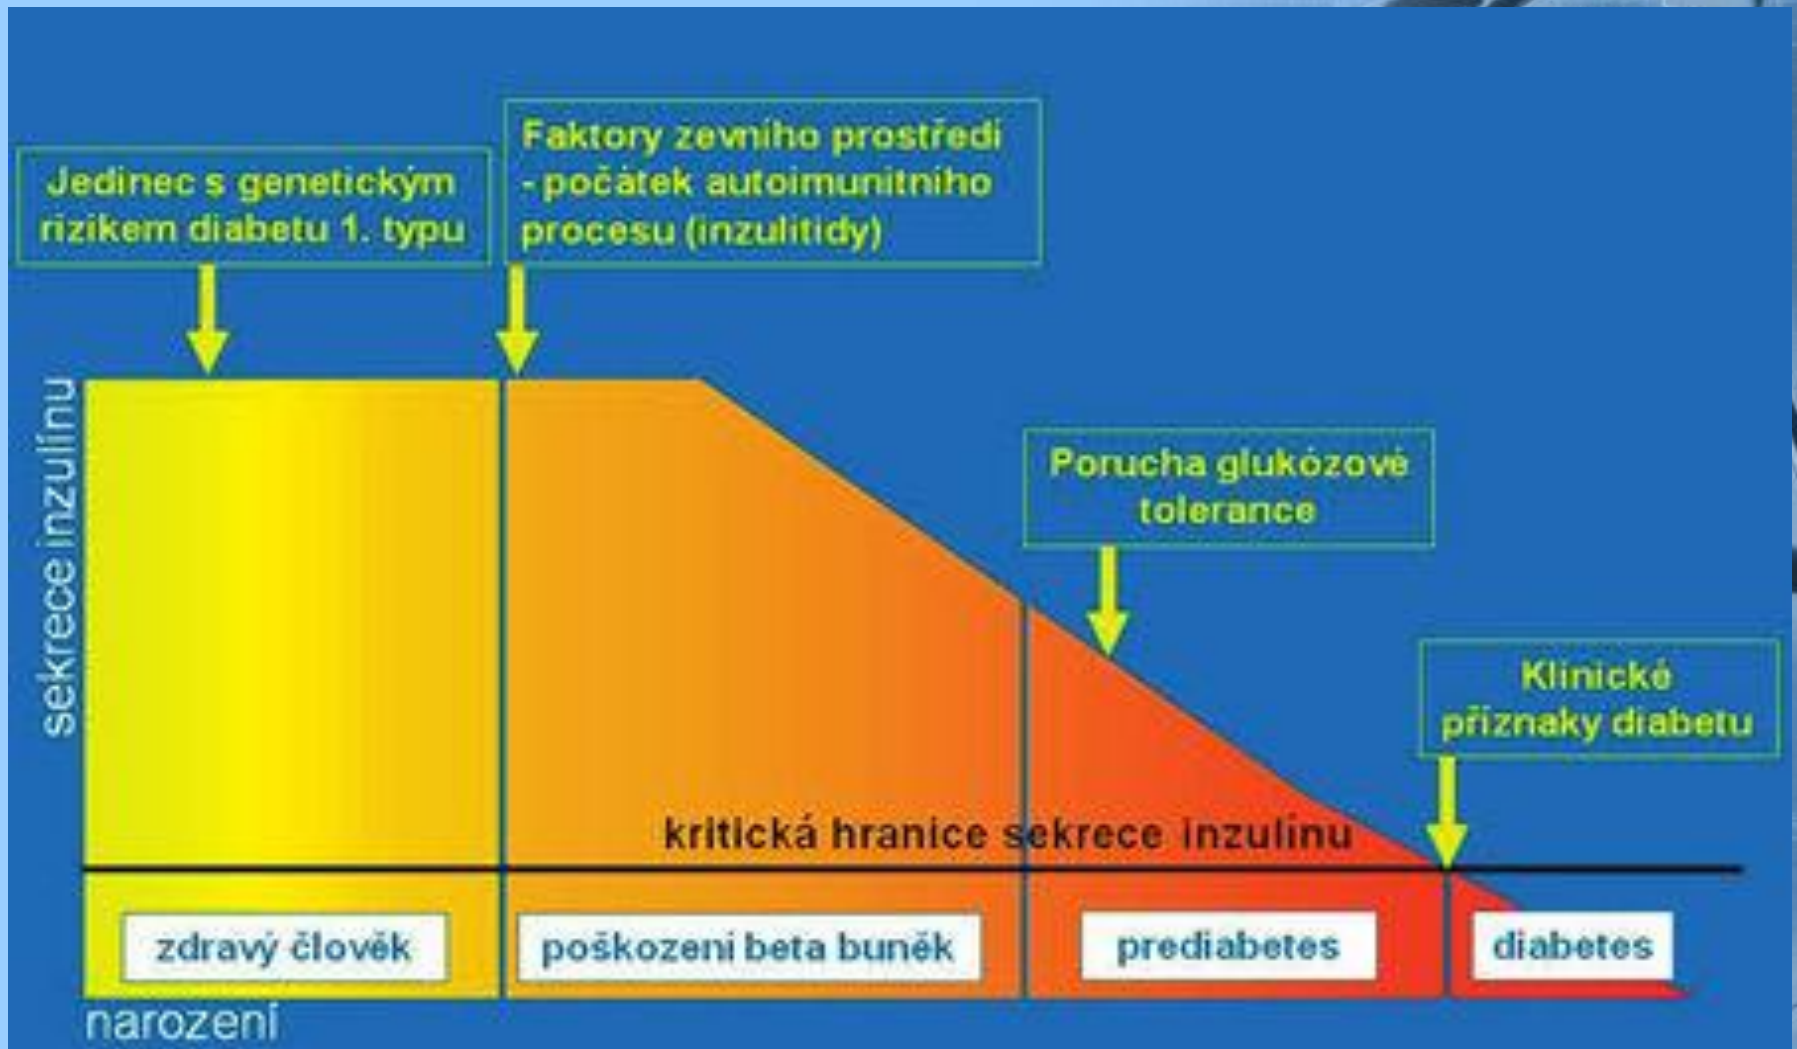 Jedinec s genetickým
rizikem diabetu 1. typu
Faktory zevního prostředí
- počátek autoimunitního
procesu (inzulitidy)
Porucha glukózové
tolerance
Klinické
příznaky diabetu
sekrece inzulínu
kritická hranice sekrece inzulínu
zdravý člověk
poškození beta buněk
prediabetes
diabetes
narození